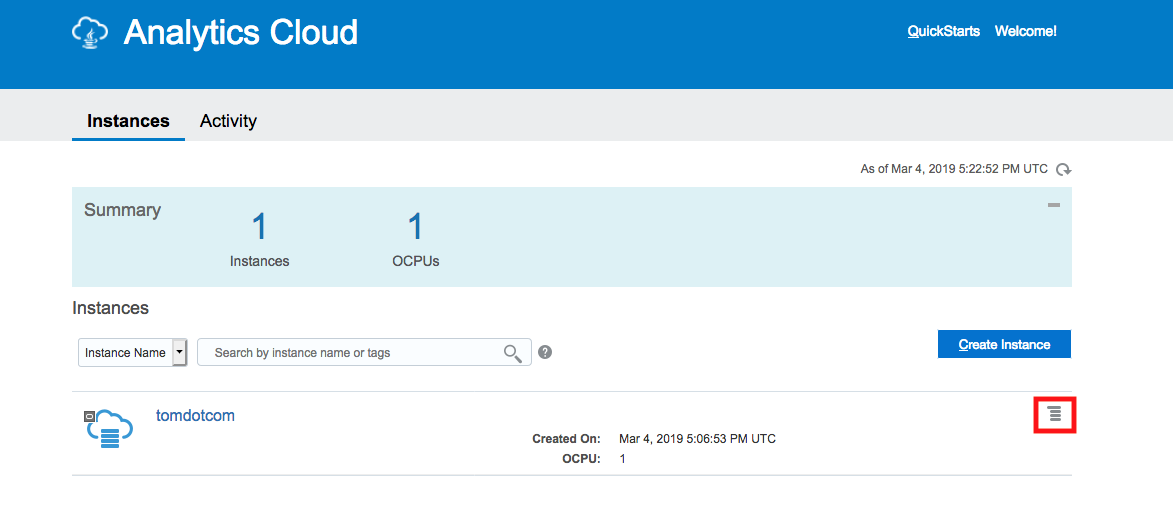 Analytics Cloud
QuickStarts Welcome!
Instances Activity
As of Mar 4, 2019 5:22:52 PM UTC
Summary
1 1
Instances OCPUs
Instances
Instance Name Search by instance name or tags ?
Create Instance
tomdotcom
Created On: Mar 4, 2019 5:06:53 PM UTC
OCPU: 1